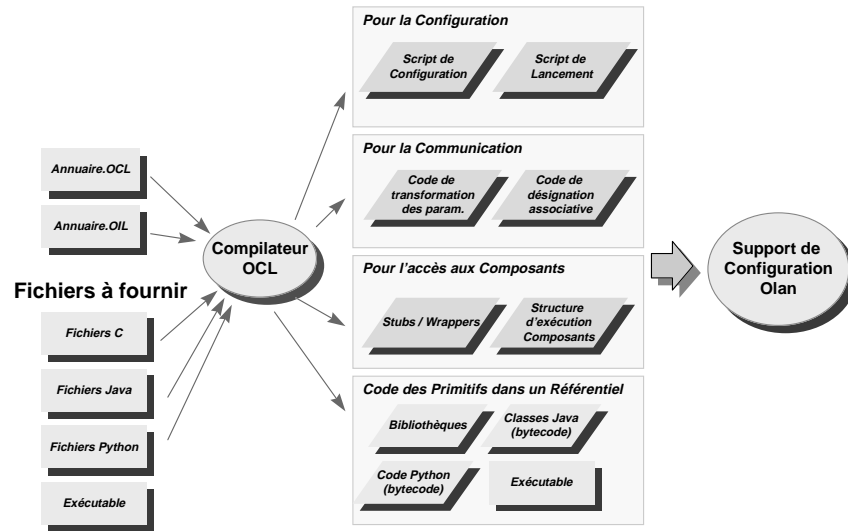 Pour la Configuration
Script de
Configuration
Script de
Lancement
Pour la Communication
Code de
transformation
des param.
Code de
désignation
associative
Annuaire.OCL
Annuaire.OIL
Compilateur
OCL
Support de
Configuration
Olan
Pour l'accès aux Composants
Stubs / Wrappers
Structure
d'exécution
Composants
Fichiers à fournir
Fichiers C
Fichiers Java
Fichiers Python
Exécutable
Code des Primitifs dans un Référentiel
Bibliothèques
Classes Java
(bytecode)
Code Python
(bytecode)
Exécutable